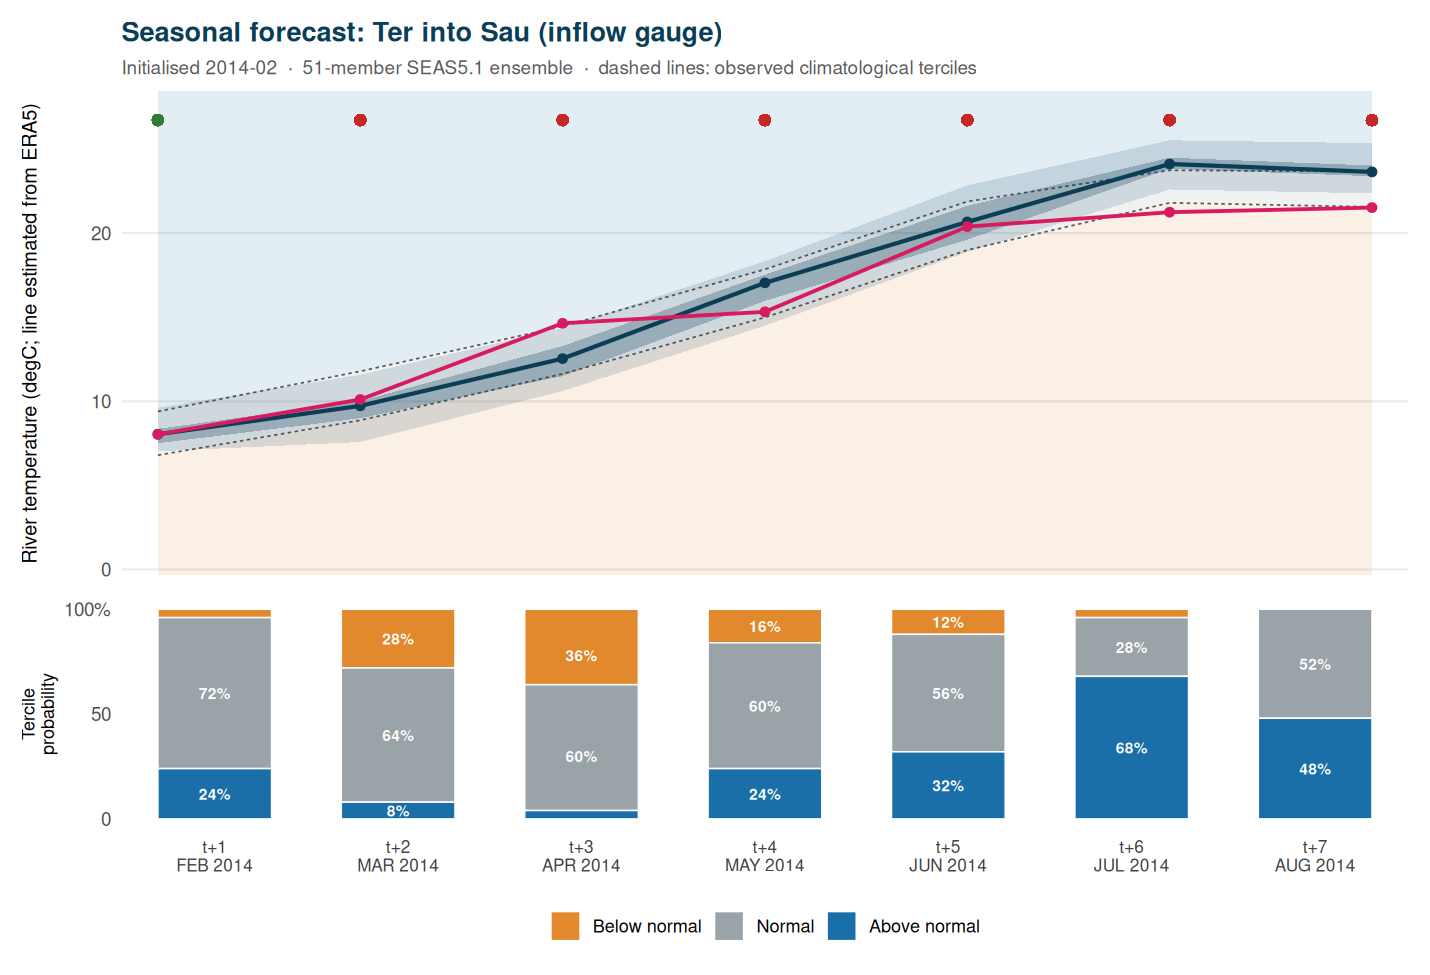 Seasonal forecast: Ter into Sau (inflow gauge)
Initialised 2014-02 · 51-member SEAS5.1 ensemble · dashed lines: observed climatological terciles
River temperature (degC; line estimated from ERA5)
20
10
0
Tercile
probability
100%
50
0
28%
36%
16%
12%
72%
64%
60%
60%
56%
28%
52%
24%
8%
24%
32%
68%
48%
t+1
FEB 2014
t+2
MAR 2014
t+3
APR 2014
t+4
MAY 2014
t+5
JUN 2014
t+6
JUL 2014
t+7
AUG 2014
Below normal
Normal
Above normal